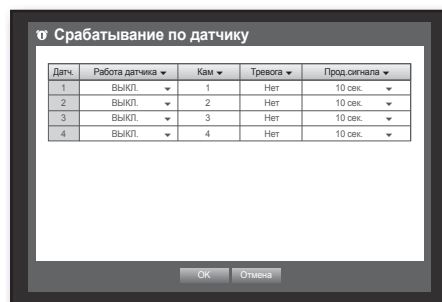 Срабатывание по датчику
Датч. Работа датчика Кам Тревога Прод.сигнала
1 ВЫКЛ. 1 Нет 10 сек.
2 ВЫКЛ. 2 Нет 10 сек.
3 ВЫКЛ. 3 Нет 10 сек.
4 ВЫКЛ. 4 Нет 10 сек.
OK Отмена